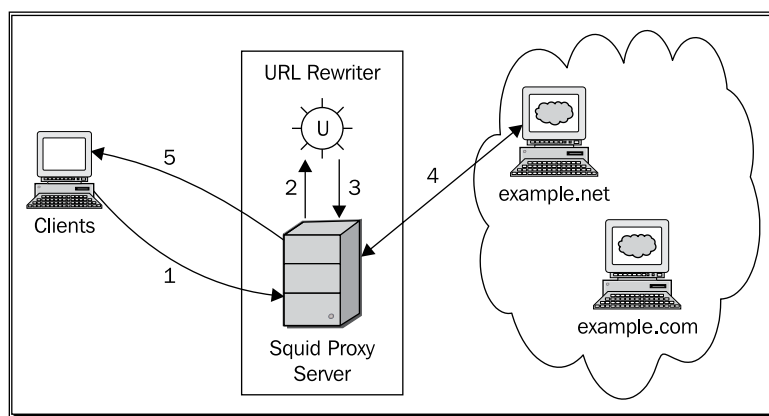 URL Rewriter
U
5
2
3
4
Clients
example.net
1
example.com
Squid Proxy
Server